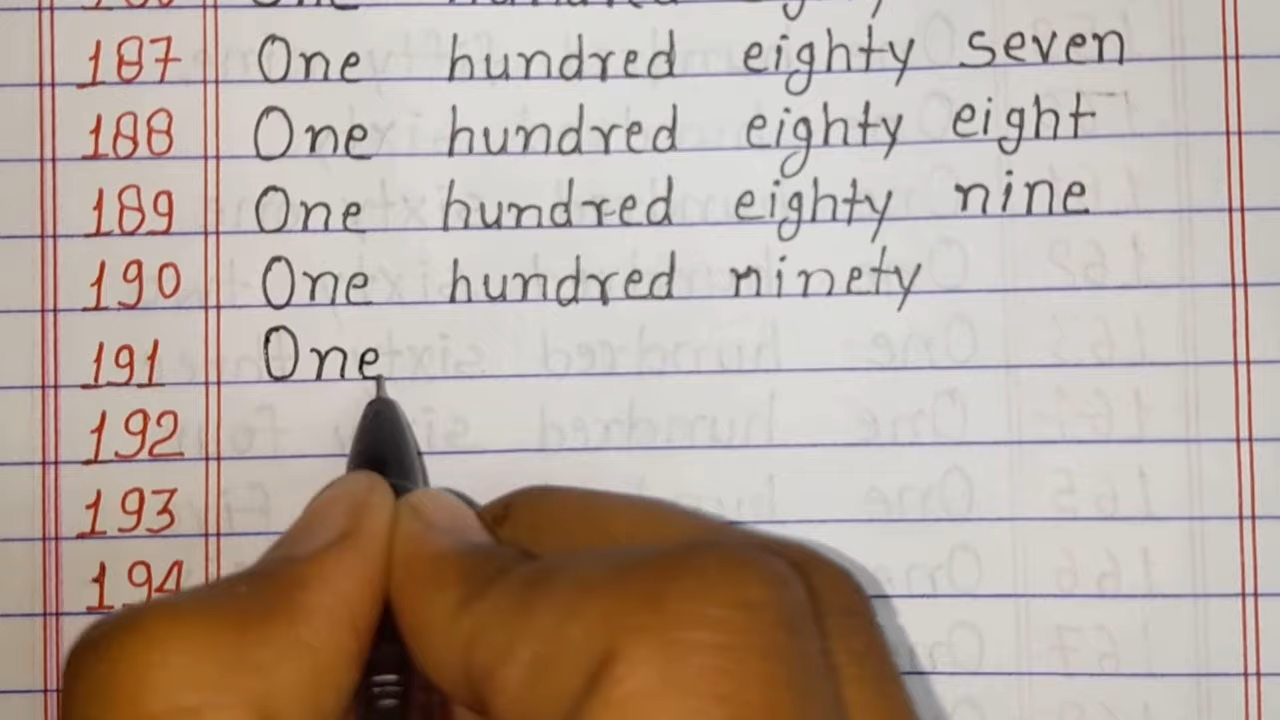 187 One hundred eighty seven
188 One hundred eighty eight
189 One hundred eighty nine
190 One hundred ninety
191 One
192
193
194